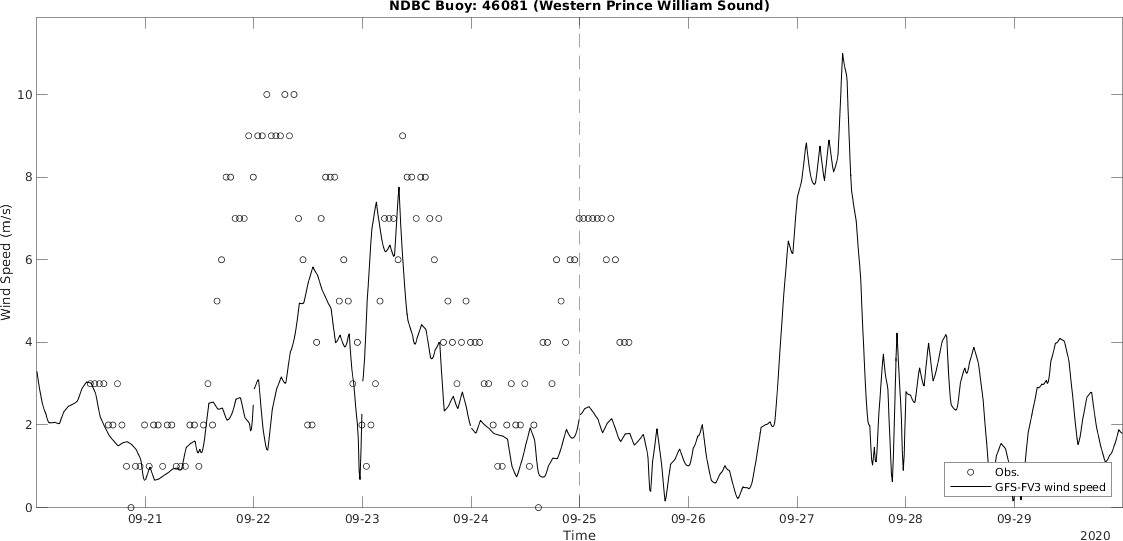 NDBC Buoy: 46081 (Western Prince William Sound)
Wind Speed (m/s)
10
8
6
4
2
0
Obs.
GFS-FV3 wind speed
09-21 09-22 09-23 09-24 09-25 09-26 09-27 09-28 09-29
Time
2020